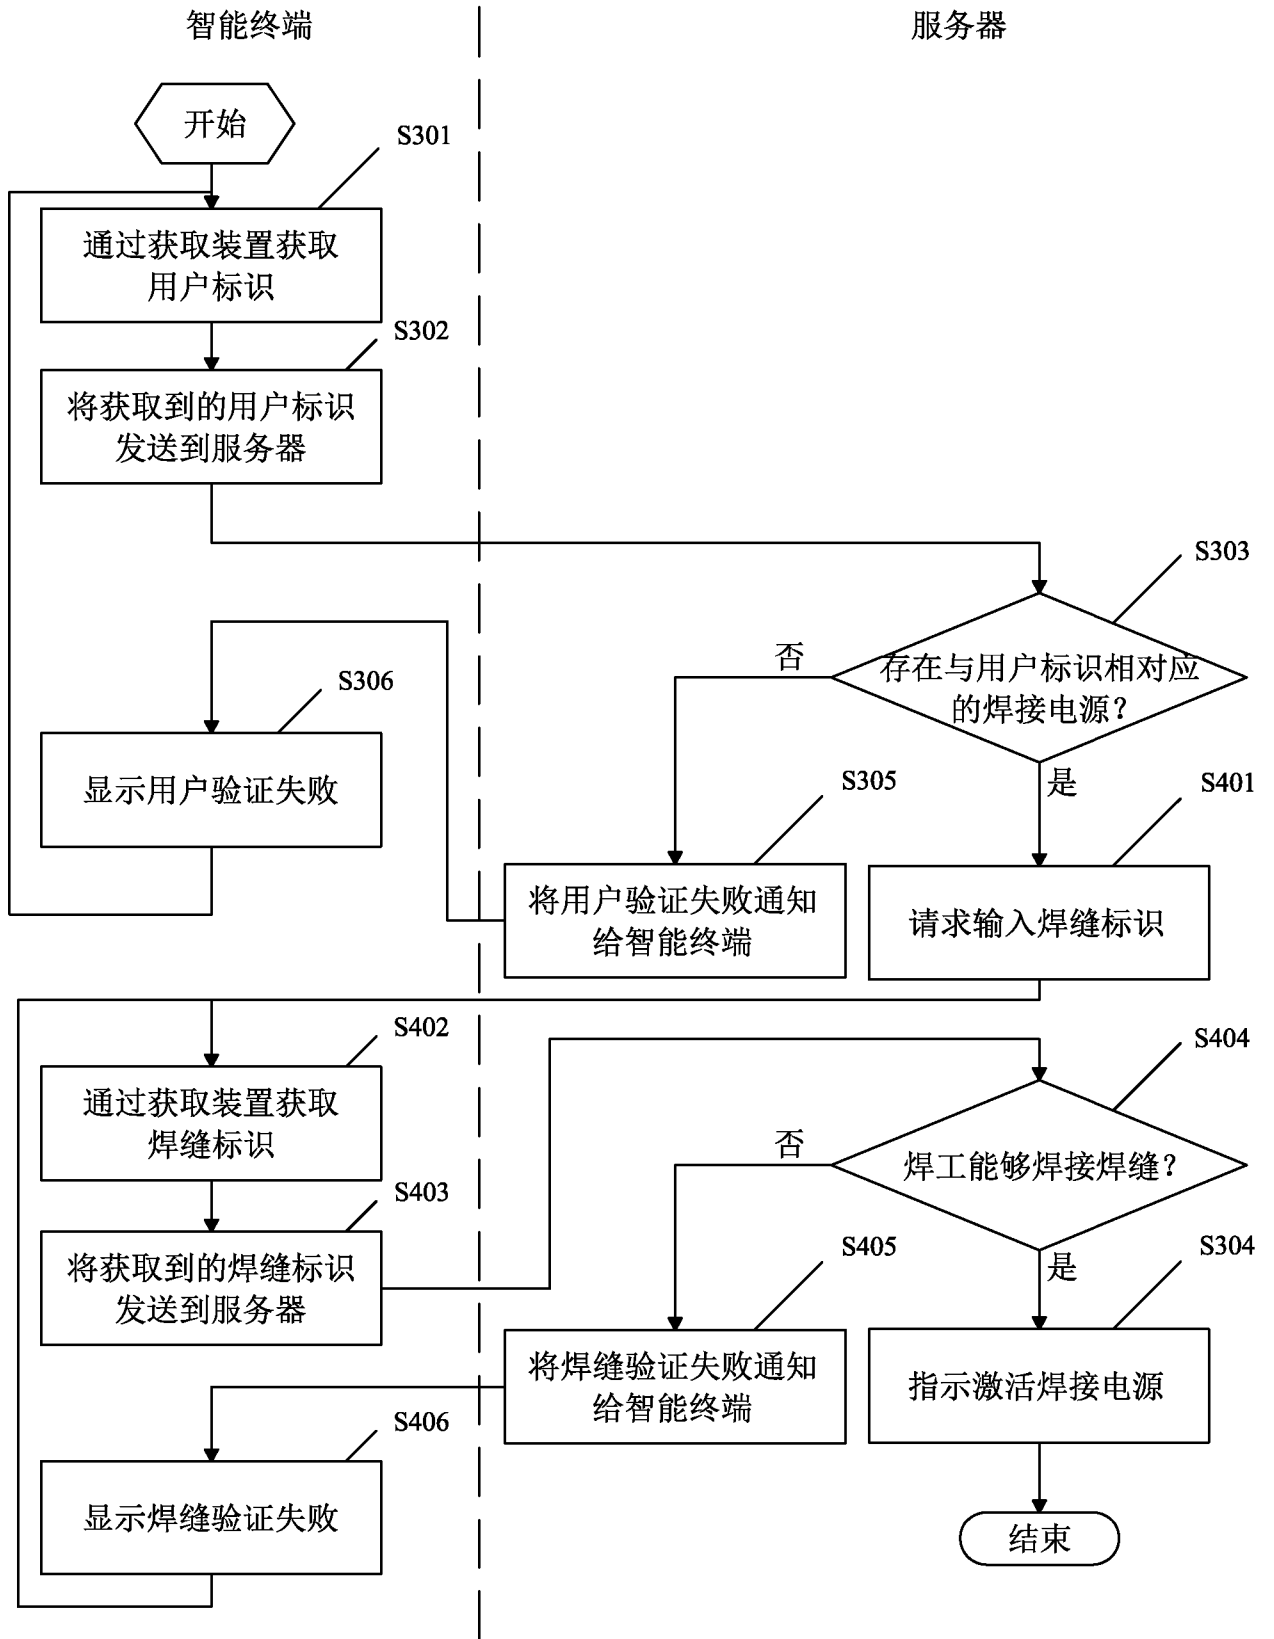 智能终端
服务器
开始
S301
通过获取装置获取
用户标识
S302
将获取到的用户标识
发送到服务器
S303
存在与用户标识相对应
的焊接电源?
否
是
S306
显示用户验证失败
S305
将用户验证失败通知
给智能终端
S401
请求输入焊缝标识
S402
通过获取装置获取
焊缝标识
S403
将获取到的焊缝标识
发送到服务器
S404
焊工能够焊接焊缝?
否
是
S405
将焊缝验证失败通知
给智能终端
S304
指示激活焊接电源
S406
显示焊缝验证失败
结束